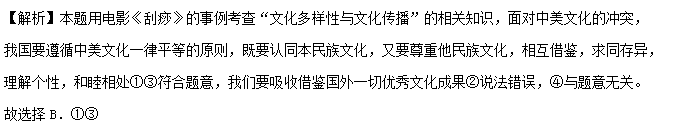 【解析】本题用电影《刮痧》的事例考查“文化多样性与文化传播”的相关知识，面对中美文化的冲突，
我国要遵循中美文化一律平等的原则，既要认同本民族文化，又要尊重他民族文化，相互借鉴，求同存异，
理解个性，和睦相处①③符合题意，我们要吸收借鉴国外一切优秀文化成果②说法错误，④与题意无关。
故选择 B．①③